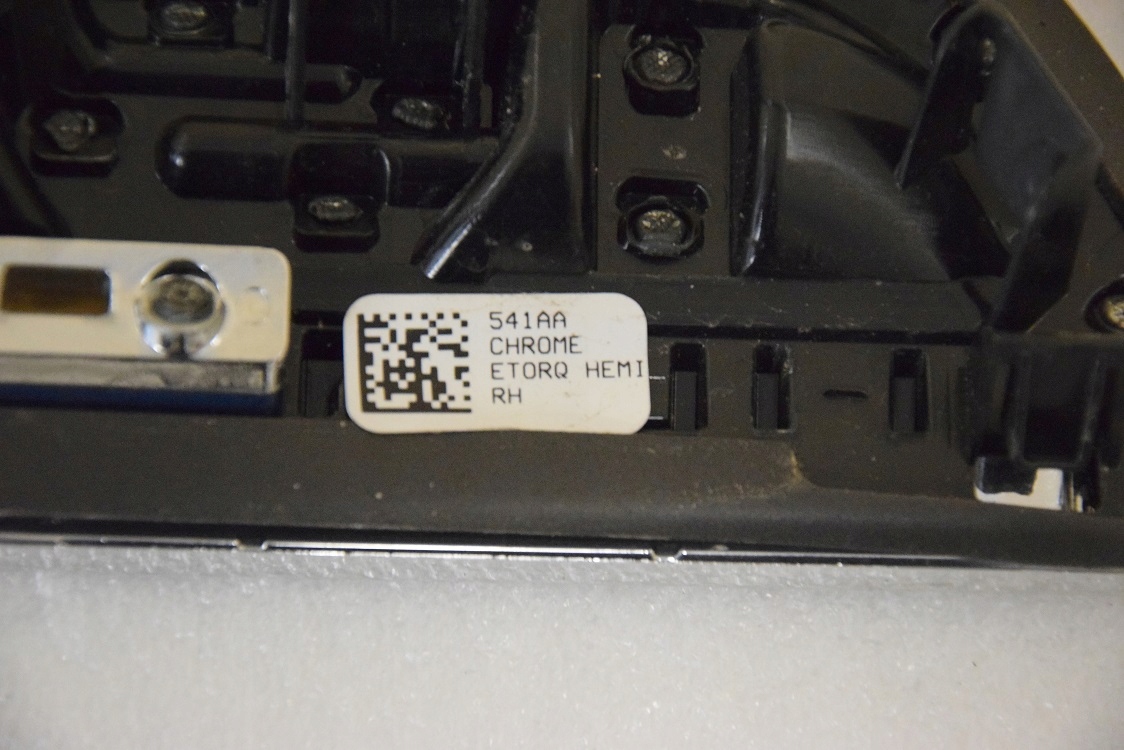 541AA
CHROME
ETORQ HEMI
RH